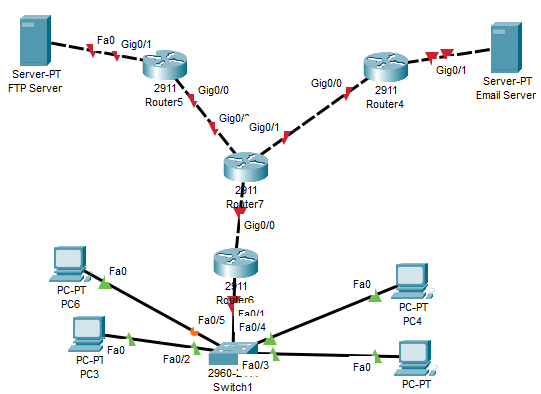 Fa0
Gig0/1
Server-PT
FTP Server
2911
Router5
Gig0/0
Gig0/0
2911
Router4
Gig0/1
Server-PT
Email Server
Gig0/1
2911
Router7
Gig0/0
2911
Router6
Fa0
PC-PT
PC6
Fa0/5
Fa0/4
Fa0
PC-PT
PC4
PC-PT
PC3
Fa0
Fa0/2
Fa0/3
Switch1
Fa0
PC-PT